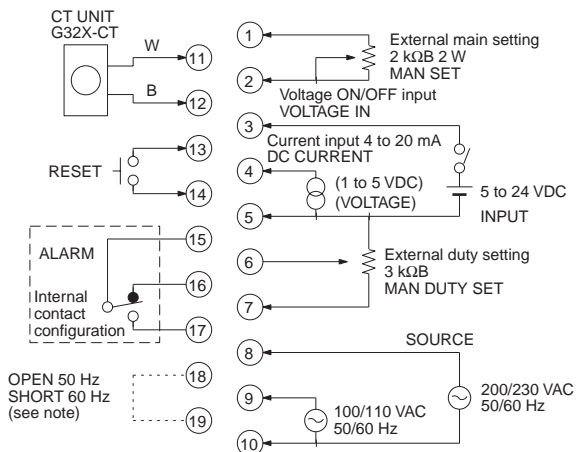 CT UNIT
G32X-CT
W
B
11
12
RESET
13
14
ALARM
Internal
contact
configuration
15
16
17
OPEN 50 Hz
SHORT 60 Hz
(see note)
18
19
1
2
External main setting
2 kΩB 2 W
MAN SET
Voltage ON/OFF input
VOLTAGE IN
3
Current input 4 to 20 mA
DC CURRENT
4
(1 to 5 VDC)
(VOLTAGE)
5
5 to 24 VDC
INPUT
6
External duty setting
3 kΩB
MAN DUTY SET
7
SOURCE
8
200/230 VAC
50/60 Hz
9
100/110 VAC
50/60 Hz
10